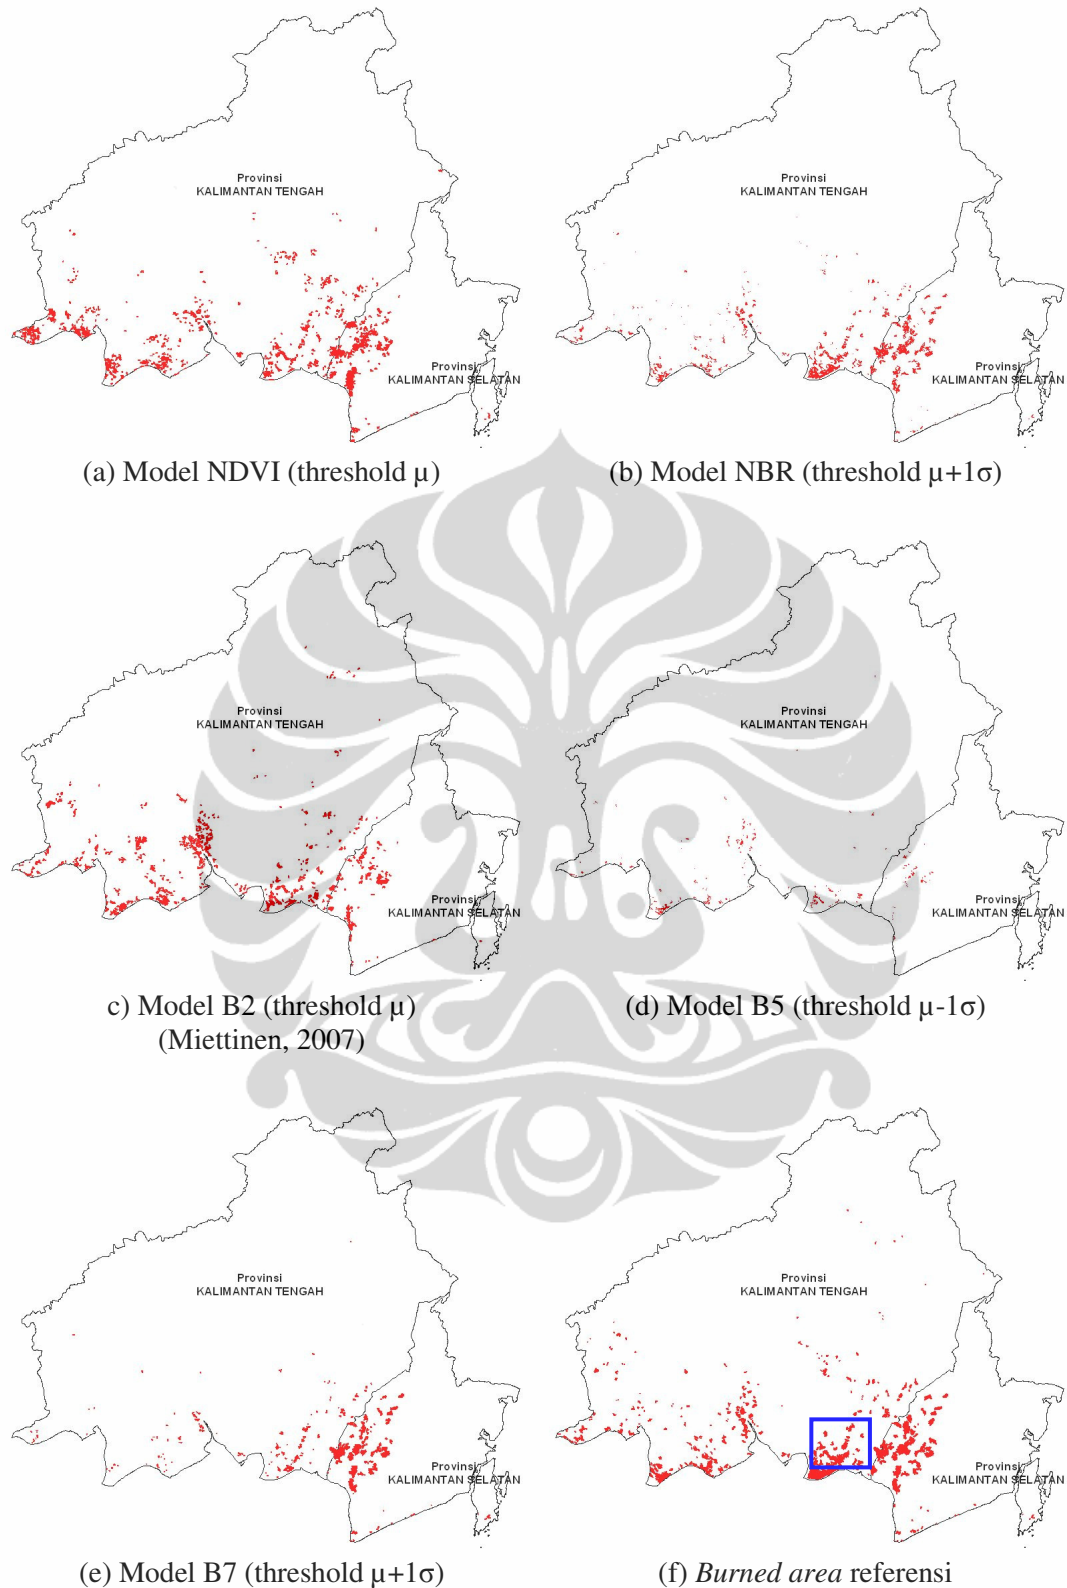 Provinsi
KALIMANTAN TENGAH
Provinsi
KALIMANTAN SELATAN
(a) Model NDVI (threshold μ)
Provinsi
KALIMANTAN TENGAH
Provinsi
KALIMANTAN SELATAN
(b) Model NBR (threshold μ+1σ)
Provinsi
KALIMANTAN TENGAH
Provinsi
KALIMANTAN SELATAN
c) Model B2 (threshold μ)
(Miettinen, 2007)
Provinsi
KALIMANTAN TENGAH
Provinsi
KALIMANTAN SELATAN
(d) Model B5 (threshold μ-1σ)
Provinsi
KALIMANTAN TENGAH
Provinsi
KALIMANTAN SELATAN
(e) Model B7 (threshold μ+1σ)
Provinsi
KALIMANTAN TENGAH
Provinsi
KALIMANTAN SELATAN
(f) Burned area referensi